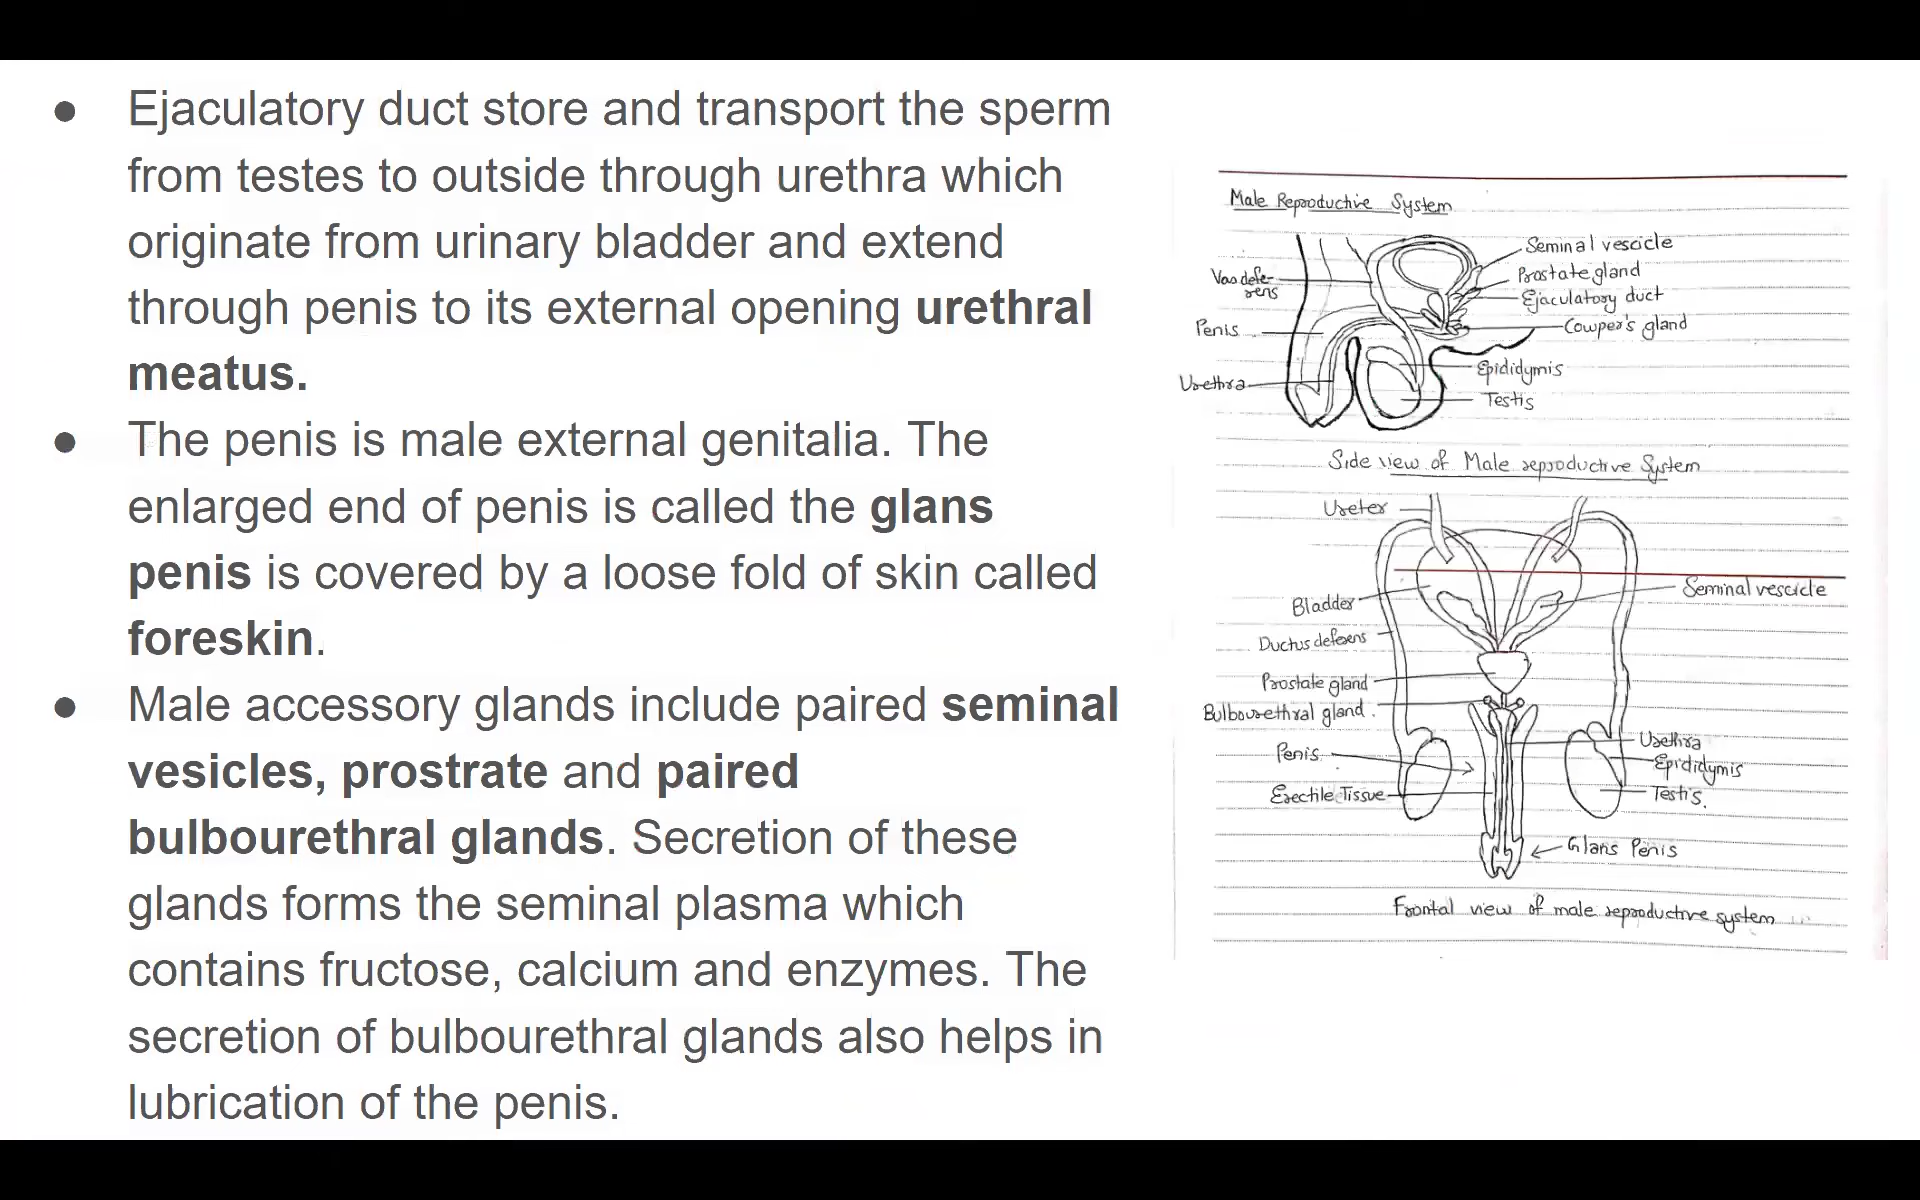 ● Ejaculatory duct store and transport the sperm
from testes to outside through urethra which
originate from urinary bladder and extend
through penis to its external opening urethral
meatus.
● The penis is male external genitalia. The
enlarged end of penis is called the glans
penis is covered by a loose fold of skin called
foreskin.
● Male accessory glands include paired seminal
vesicles, prostrate and paired
bulbourethral glands. Secretion of these
glands forms the seminal plasma which
contains fructose, calcium and enzymes. The
secretion of bulbourethral glands also helps in
lubrication of the penis.
Male Reproductive System
Seminal vescicle
Prostate gland
Ejaculatory duct
Cowper's gland
Vas defe-
rens
Penis
Urethra
Epididymis
Testis
Side view of Male reproductive System
Ureter
Bladder
Seminal vescicle
Ductus deferens
Prostate gland
Bulbourethral gland.
Penis
Urethra
Epididymis
Erectile Tissue
Testis.
Glans Penis
Frontal view of male reproductive system